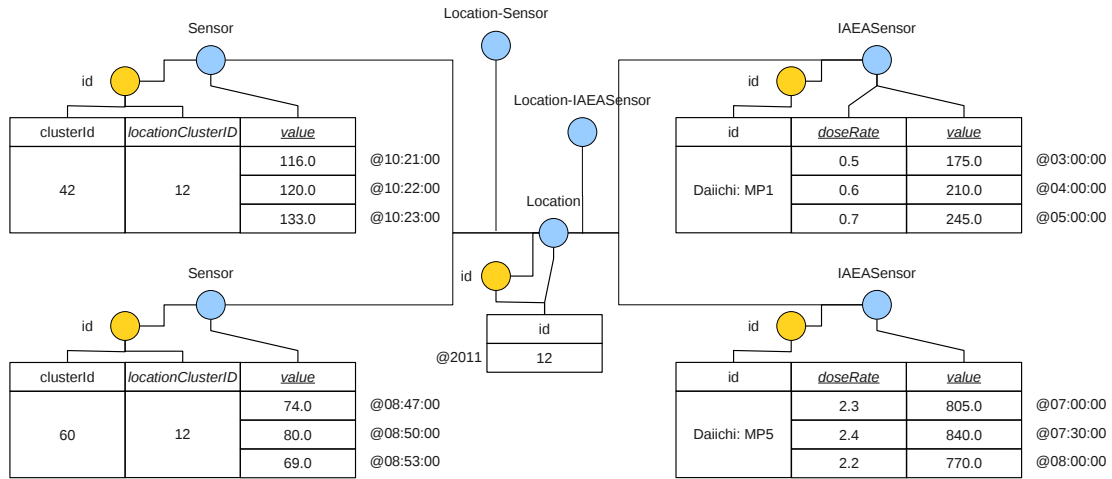 Location-Sensor
Sensor
IAEASensor
id
id
Location-IAEASensor
clusterId locationClusterID value
id doseRate value
42 12 116.0 @10:21:00
120.0 @10:22:00
133.0 @10:23:00
Daiichi: MP1 0.5 175.0 @03:00:00
0.6 210.0 @04:00:00
0.7 245.0 @05:00:00
Location
id
id
@2011 12
Sensor
IAEASensor
id
id
clusterId locationClusterID value
id doseRate value
60 12 74.0 @08:47:00
80.0 @08:50:00
69.0 @08:53:00
Daiichi: MP5 2.3 805.0 @07:00:00
2.4 840.0 @07:30:00
2.2 770.0 @08:00:00